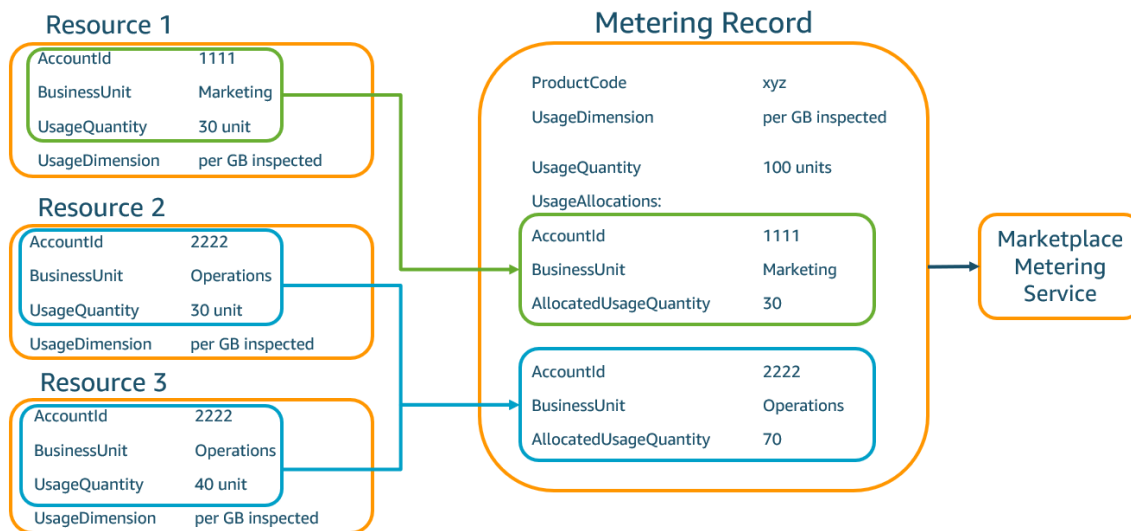 Resource 1
AccountId 1111
BusinessUnit Marketing
UsageQuantity 30 unit
UsageDimension per GB inspected
Resource 2
AccountId 2222
BusinessUnit Operations
UsageQuantity 30 unit
UsageDimension per GB inspected
Resource 3
AccountId 2222
BusinessUnit Operations
UsageQuantity 40 unit
UsageDimension per GB inspected
Metering Record
ProductCode xyz
UsageDimension per GB inspected
UsageQuantity 100 units
UsageAllocations:
AccountId 1111
BusinessUnit Marketing
AllocatedUsageQuantity 30
AccountId 2222
BusinessUnit Operations
AllocatedUsageQuantity 70
Marketplace
Metering
Service